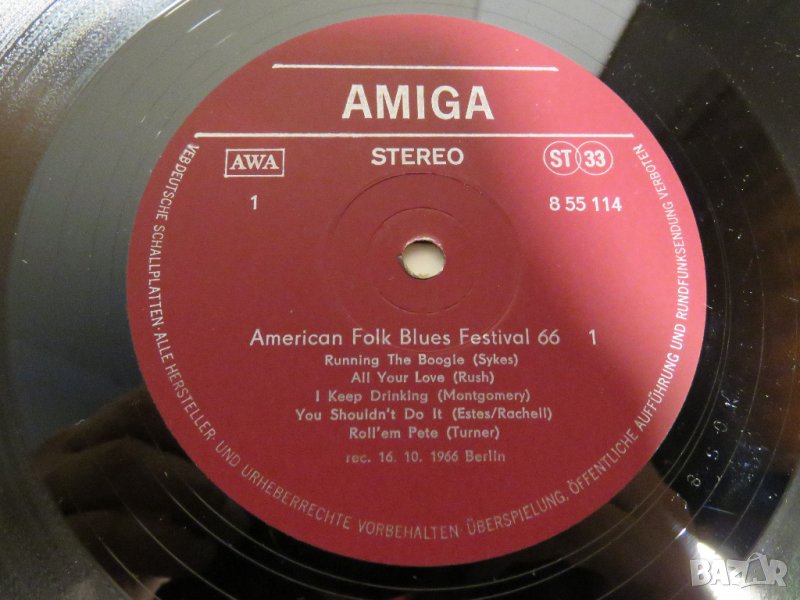 AMIGA
AWA STEREO ST 33
1 8 55 114
American Folk Blues Festival 66 1
Running The Boogie (Sykes)
All Your Love (Rush)
I Keep Drinking (Montgomery)
You Shouldn't Do It (Estes/Rachell)
Roll'em Pete (Turner)
rec. 16. 10. 1966 Berlin
VEB DEUTSCHE SCHALLPLATTEN · ALLE HERSTELLER- UND URHEBERRECHTE VORBEHALTEN · ÜBERSPIELUNG, ÖFFENTLICHE AUFFÜHRUNG UND RUNDFUNKSENDUNG VERBOTEN
BAZAR